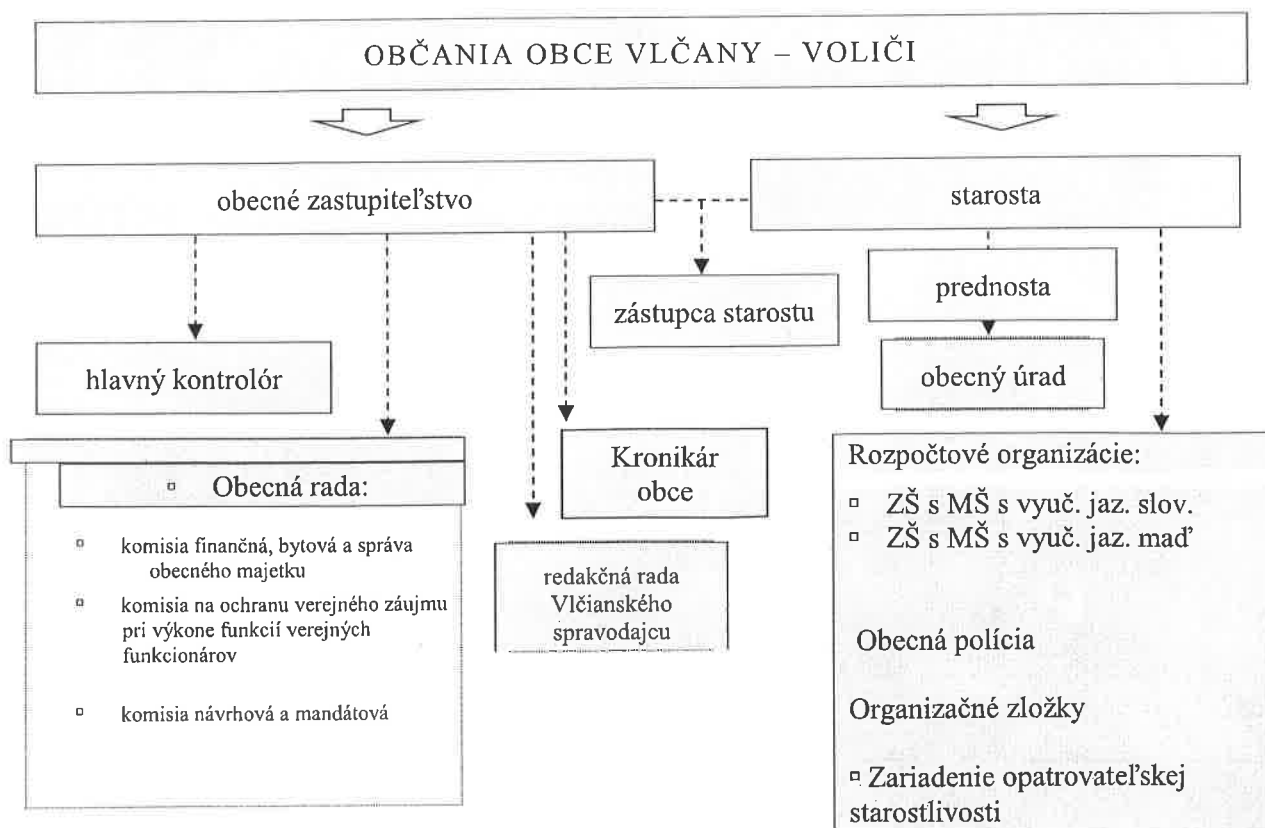 OBČANIA OBCE VLČANY – VOLIČI
obecné zastupiteľstvo
starosta
zástupca starostu
prednosta
hlavný kontrolór
obecný úrad
▫ Obecná rada:
▫ komisia finančná, bytová a správa
obecného majetku
▫ komisia na ochranu verejného záujmu
pri výkone funkcií verejných
funkcionárov
▫ komisia návrhová a mandátová
Kronikár
obce
redakčná rada
Vlčianského
spravodajcu
Rozpočtové organizácie:
▫ ZŠ s MŠ s vyuč. jaz. slov.
▫ ZŠ s MŠ s vyuč. jaz. maď
Obecná polícia
Organizačné zložky
▫ Zariadenie opatrovateľskej
starostlivosti